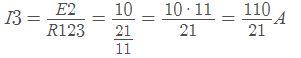 I3 = E2/R123 = 10/(21/11) = (10 · 11)/21 = 110/21 A